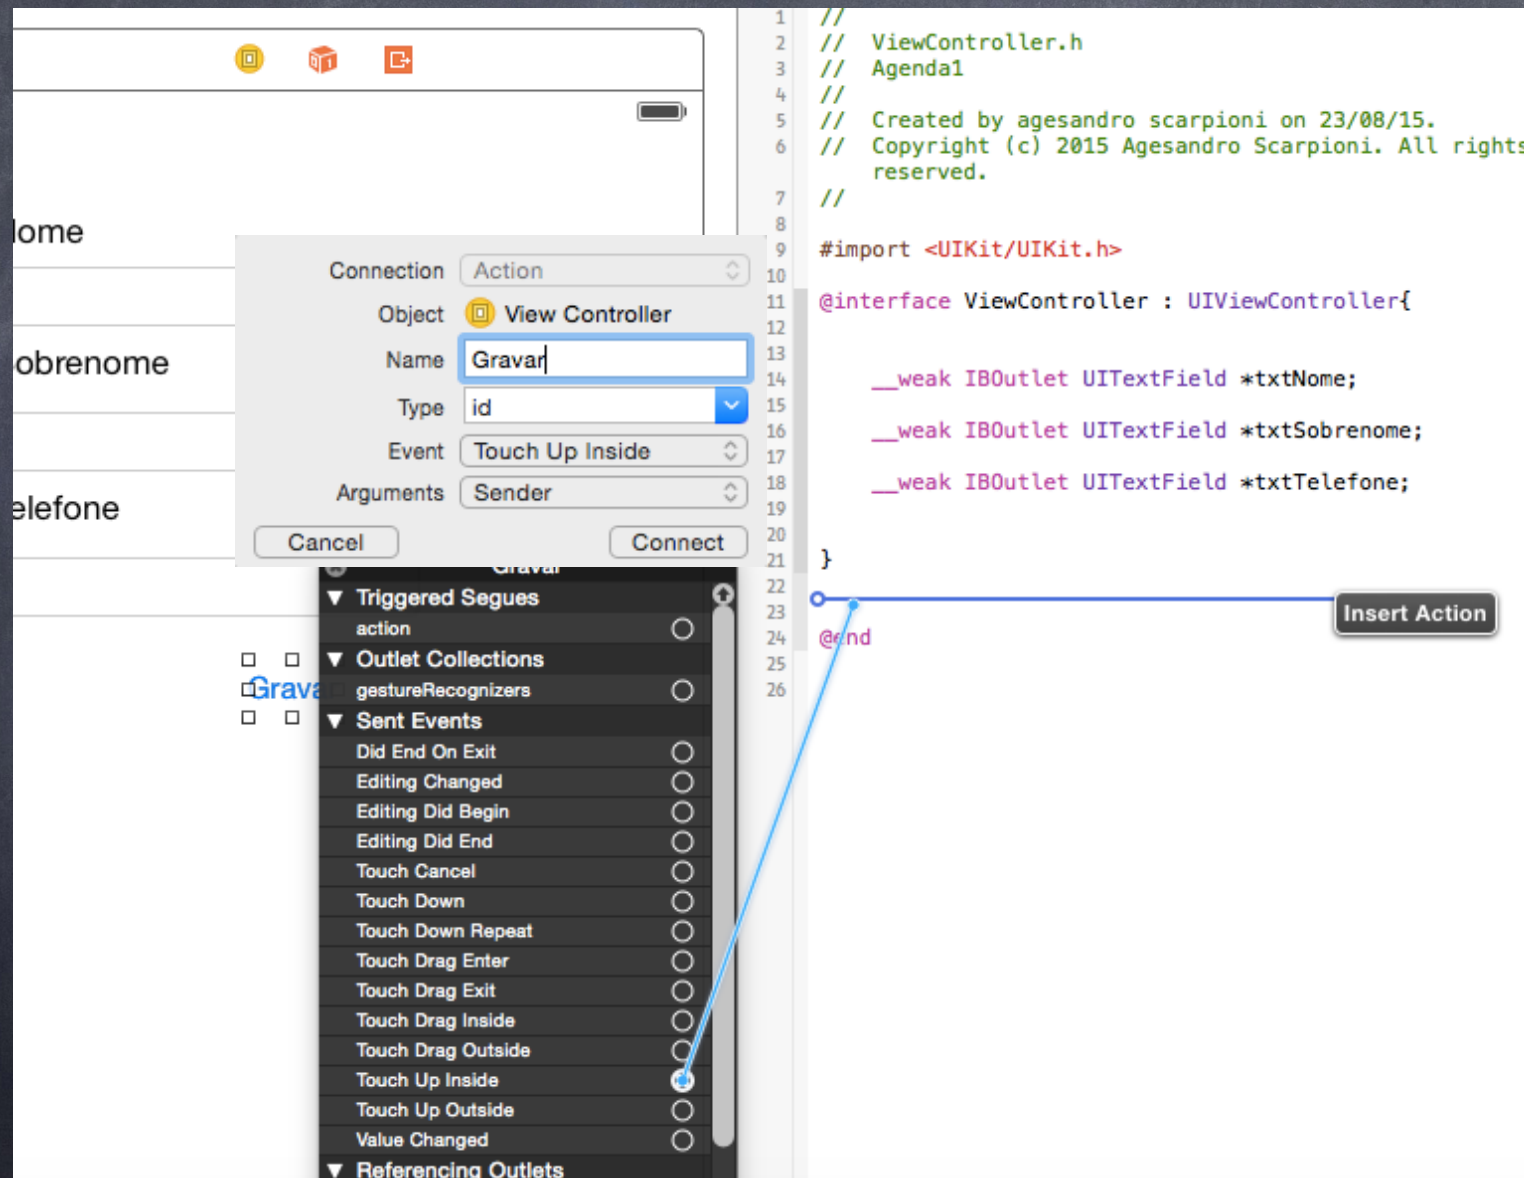 lome
obrenome
elefone
Connection Action
Object View Controller
Name Gravar
Type id
Event Touch Up Inside
Arguments Sender
Cancel Connect
Gravar
Triggered Segues
action
Outlet Collections
gestureRecognizers
Sent Events
Did End On Exit
Editing Changed
Editing Did Begin
Editing Did End
Touch Cancel
Touch Down
Touch Down Repeat
Touch Drag Enter
Touch Drag Exit
Touch Drag Inside
Touch Drag Outside
Touch Up Inside
Touch Up Outside
Value Changed
Referencing Outlets
Grava
1 //
2 // ViewController.h
3 // Agenda1
4 //
5 // Created by agesandro scarpioni on 23/08/15.
6 // Copyright (c) 2015 Agesandro Scarpioni. All rights
reserved.
7 //
8
9 #import <UIKit/UIKit.h>
10
11 @interface ViewController : UIViewController{
12
13
14 __weak IBOutlet UITextField *txtNome;
15
16 __weak IBOutlet UITextField *txtSobrenome;
17
18 __weak IBOutlet UITextField *txtTelefone;
19
20
21 }
22
23
24 @end
25
26
Insert Action